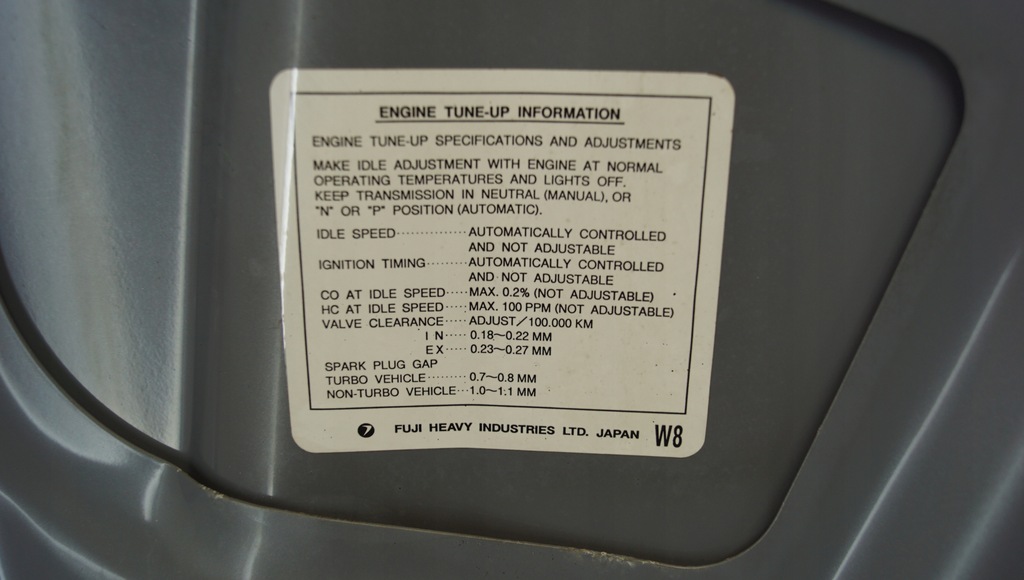 ENGINE TUNE-UP INFORMATION
ENGINE TUNE-UP SPECIFICATIONS AND ADJUSTMENTS
MAKE IDLE ADJUSTMENT WITH ENGINE AT NORMAL
OPERATING TEMPERATURES AND LIGHTS OFF.
KEEP TRANSMISSION IN NEUTRAL (MANUAL), OR
"N" OR "P" POSITION (AUTOMATIC).
IDLE SPEED·············· AUTOMATICALLY CONTROLLED
AND NOT ADJUSTABLE
IGNITION TIMING········ AUTOMATICALLY CONTROLLED
AND NOT ADJUSTABLE
CO AT IDLE SPEED····· MAX. 0.2% (NOT ADJUSTABLE)
HC AT IDLE SPEED····· MAX. 100 PPM (NOT ADJUSTABLE)
VALVE CLEARANCE····· ADJUST/100.000 KM
IN····· 0.18~0.22 MM
EX····· 0.23~0.27 MM
SPARK PLUG GAP
TURBO VEHICLE········· 0.7~0.8 MM
NON-TURBO VEHICLE··· 1.0~1.1 MM
7 FUJI HEAVY INDUSTRIES LTD. JAPAN W8